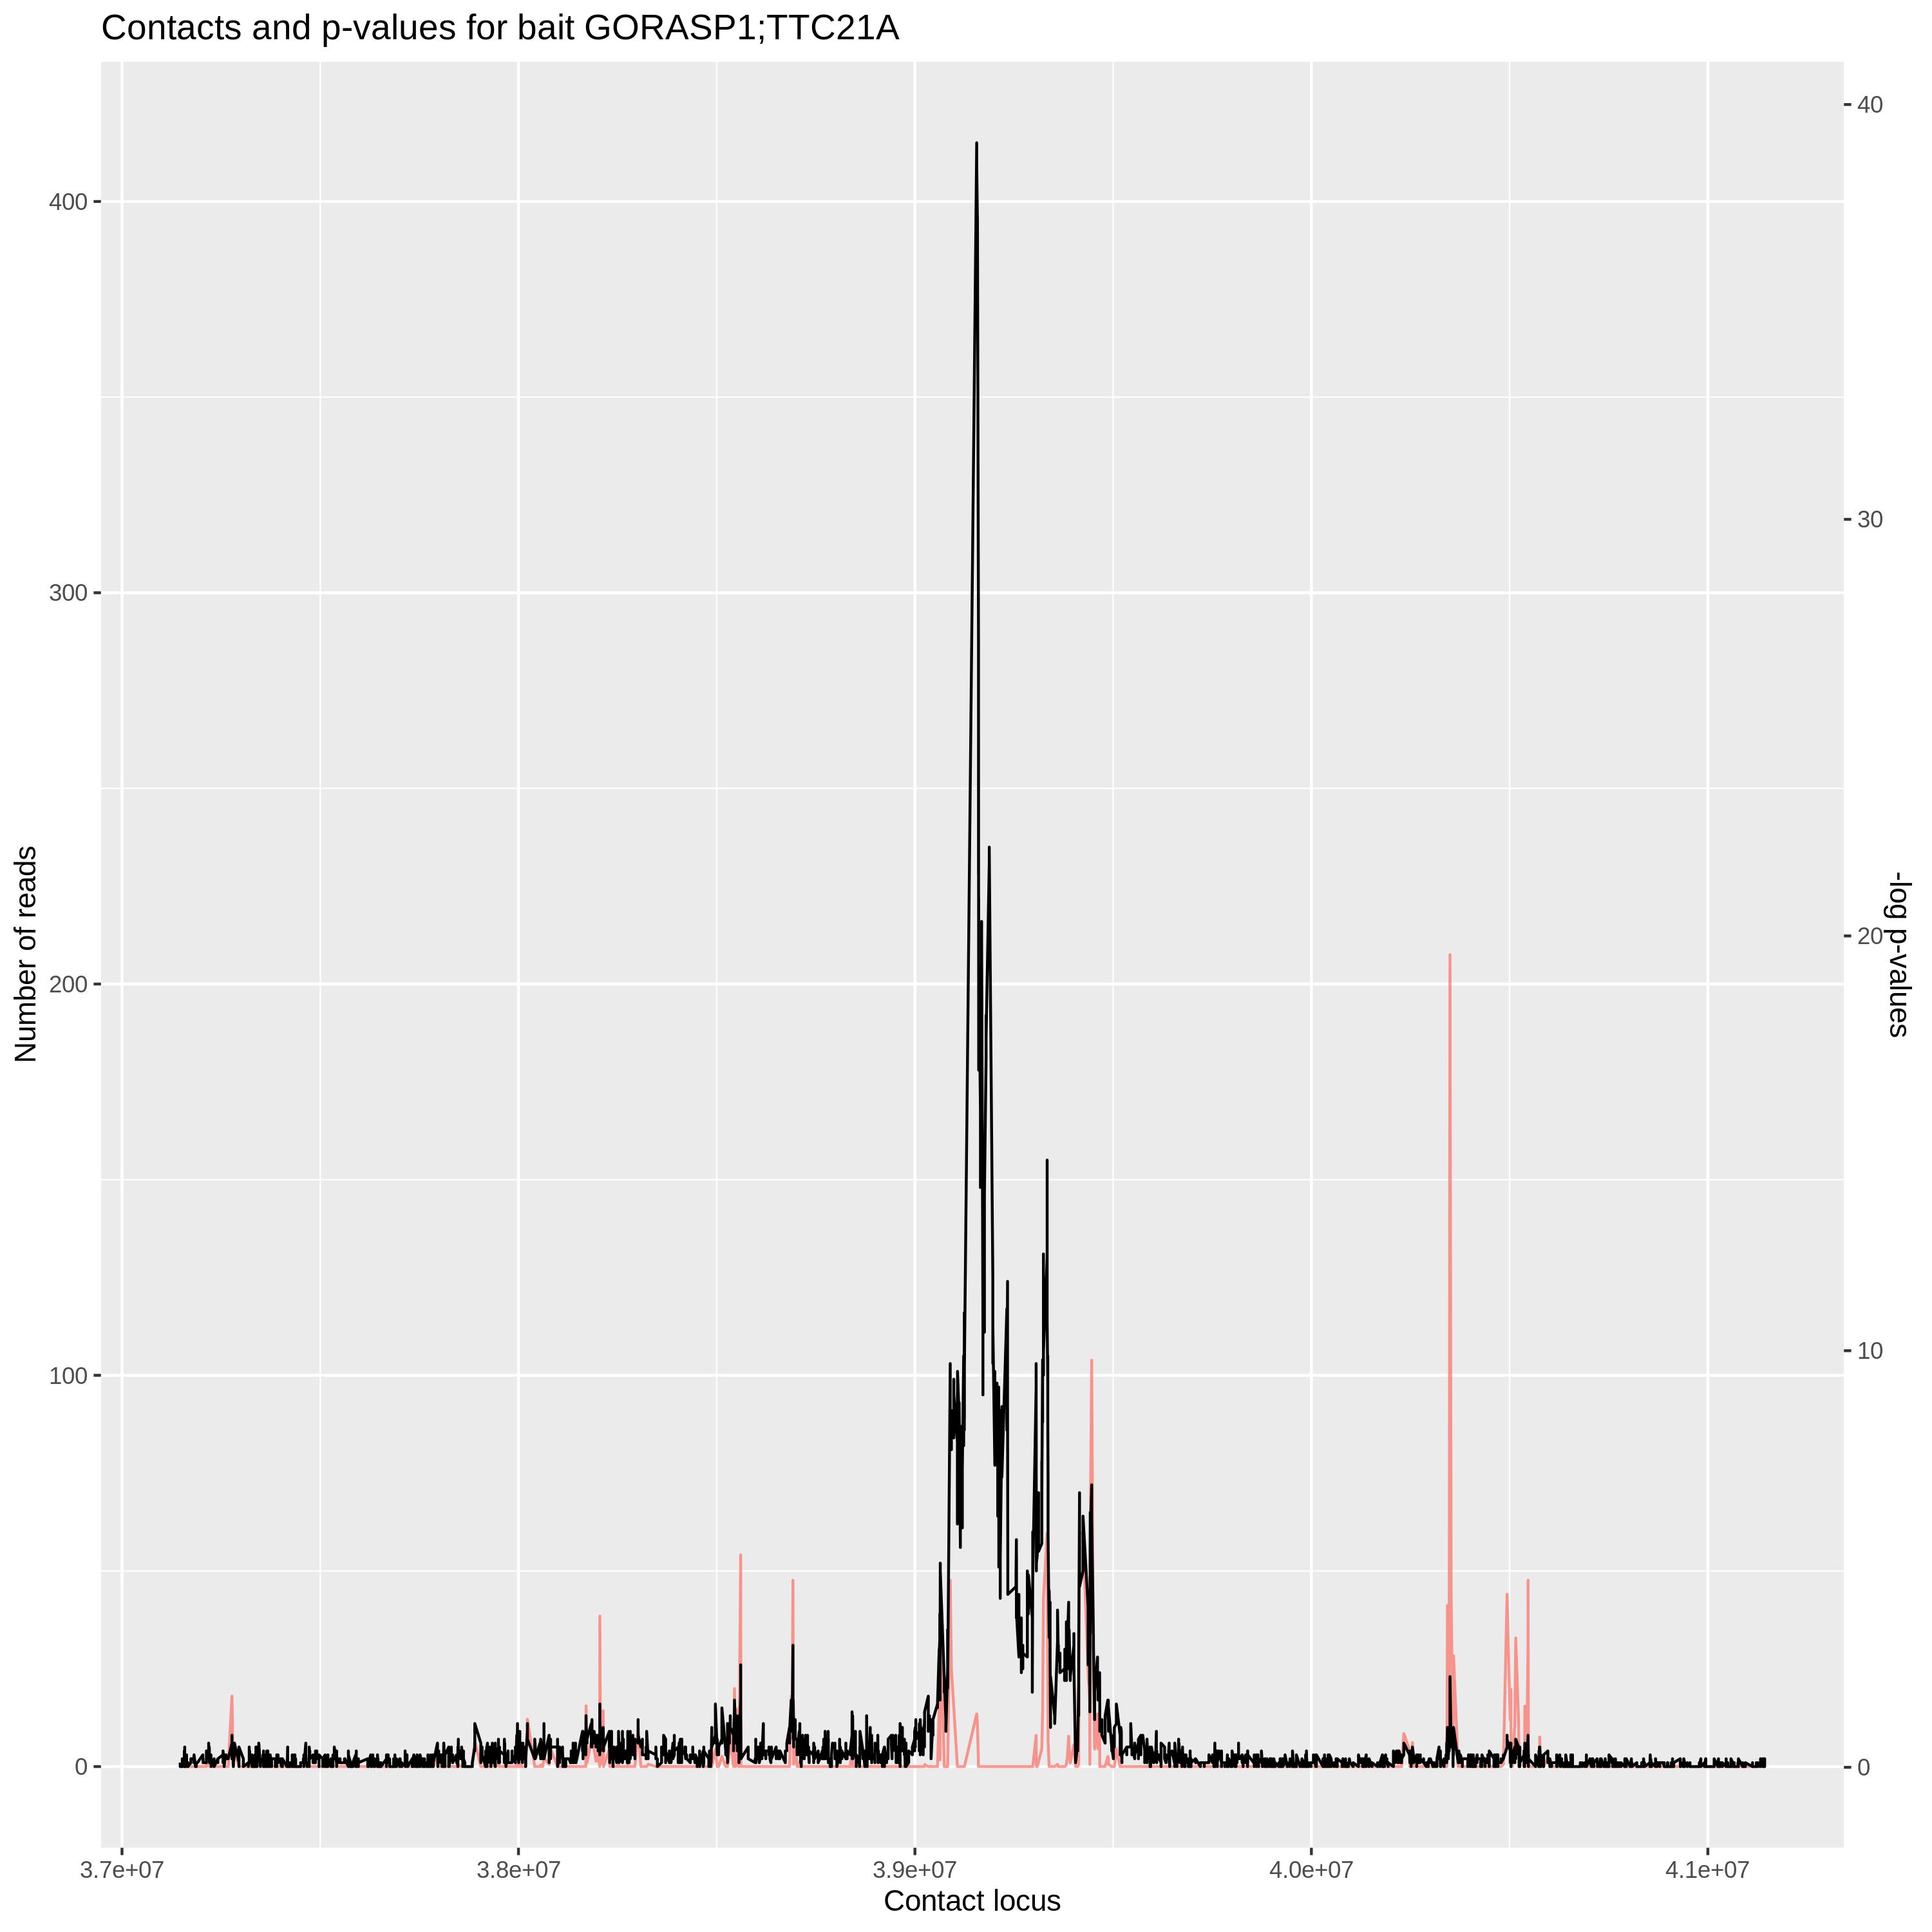 Contacts and p-values for bait GORASP1;TTC21A
Number of reads
400
300
200
100
0
40
30
20
10
0
-log p-values
3.7e+07 3.8e+07 3.9e+07 4.0e+07 4.1e+07
Contact locus